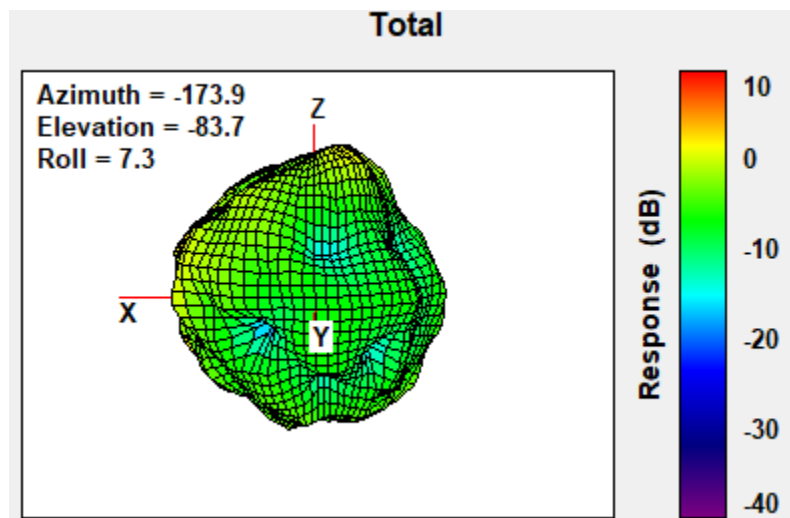 Total
Azimuth = -173.9
Elevation = -83.7
Roll = 7.3
Z
X
Y
Response (dB)
10
0
-10
-20
-30
-40